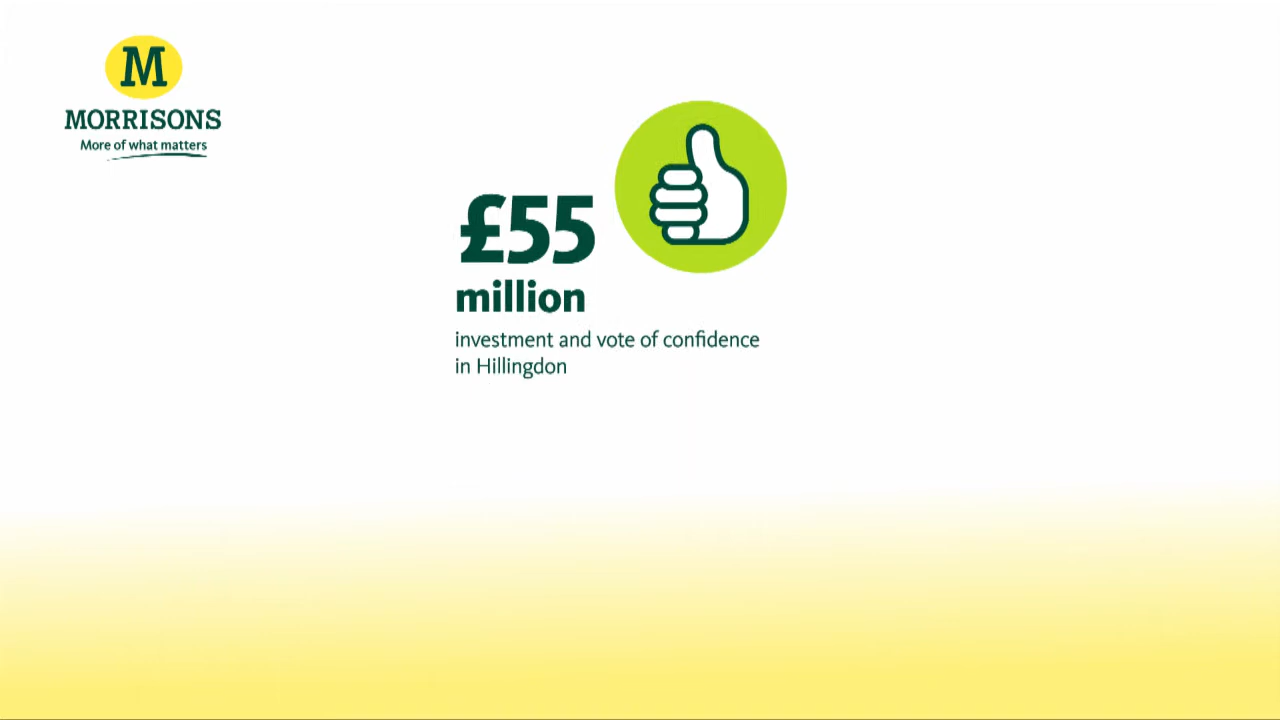 M
MORRISONS
More of what matters
£55
million
investment and vote of confidence
in Hillingdon